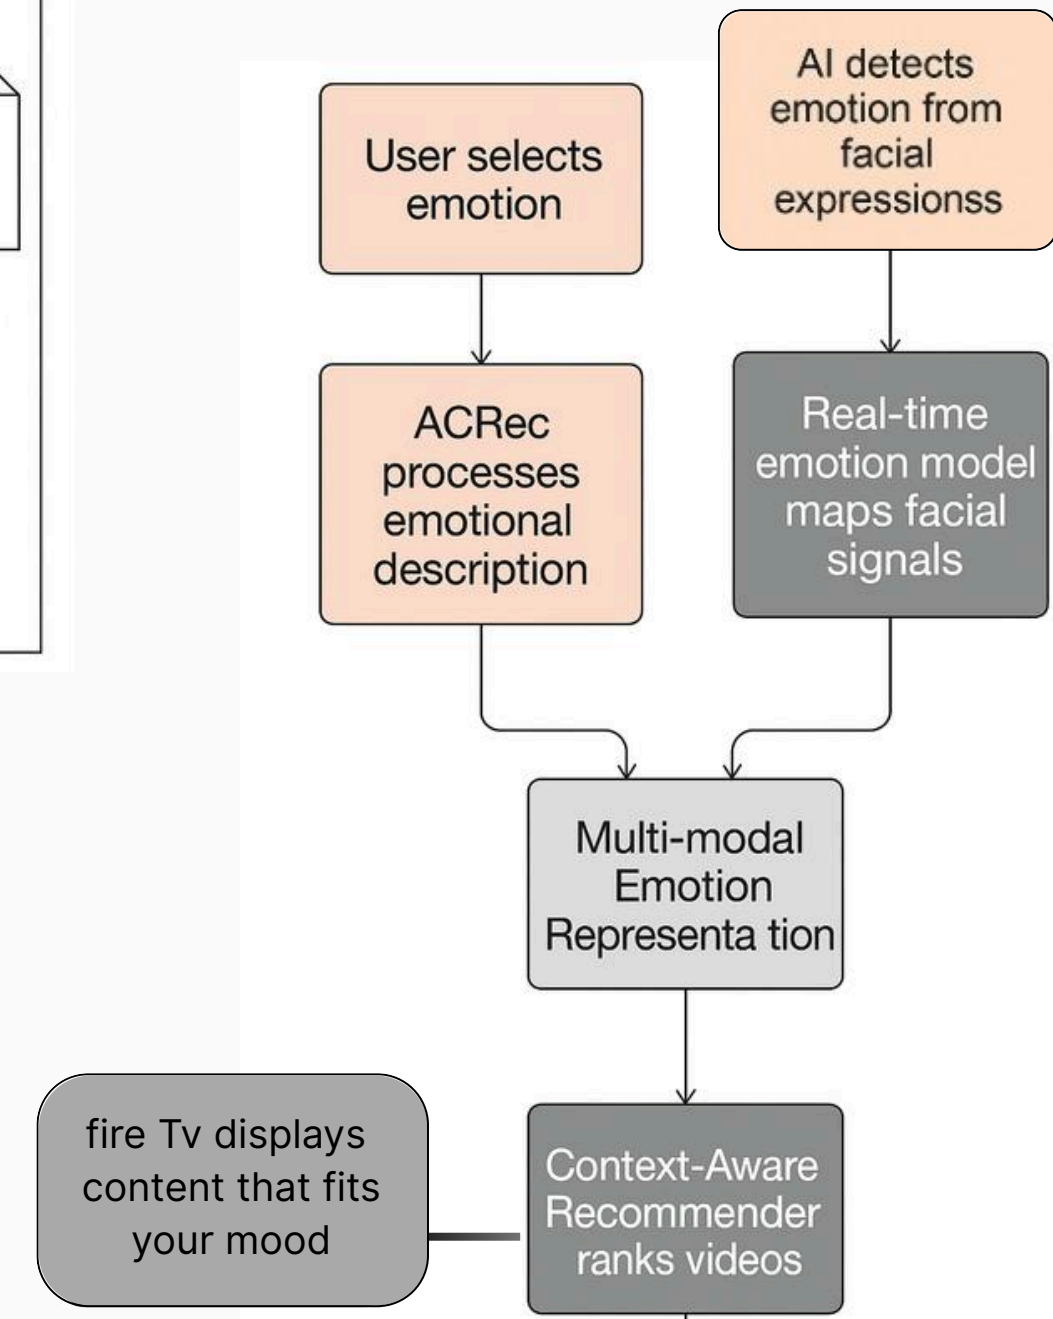 User selects
emotion
AI detects
emotion from
facial
expressionss
ACRec
processes
emotional
description
Real-time
emotion model
maps facial
signals
Multi-modal
Emotion
Representa tion
fire Tv displays
content that fits
your mood
Context-Aware
Recommender
ranks videos